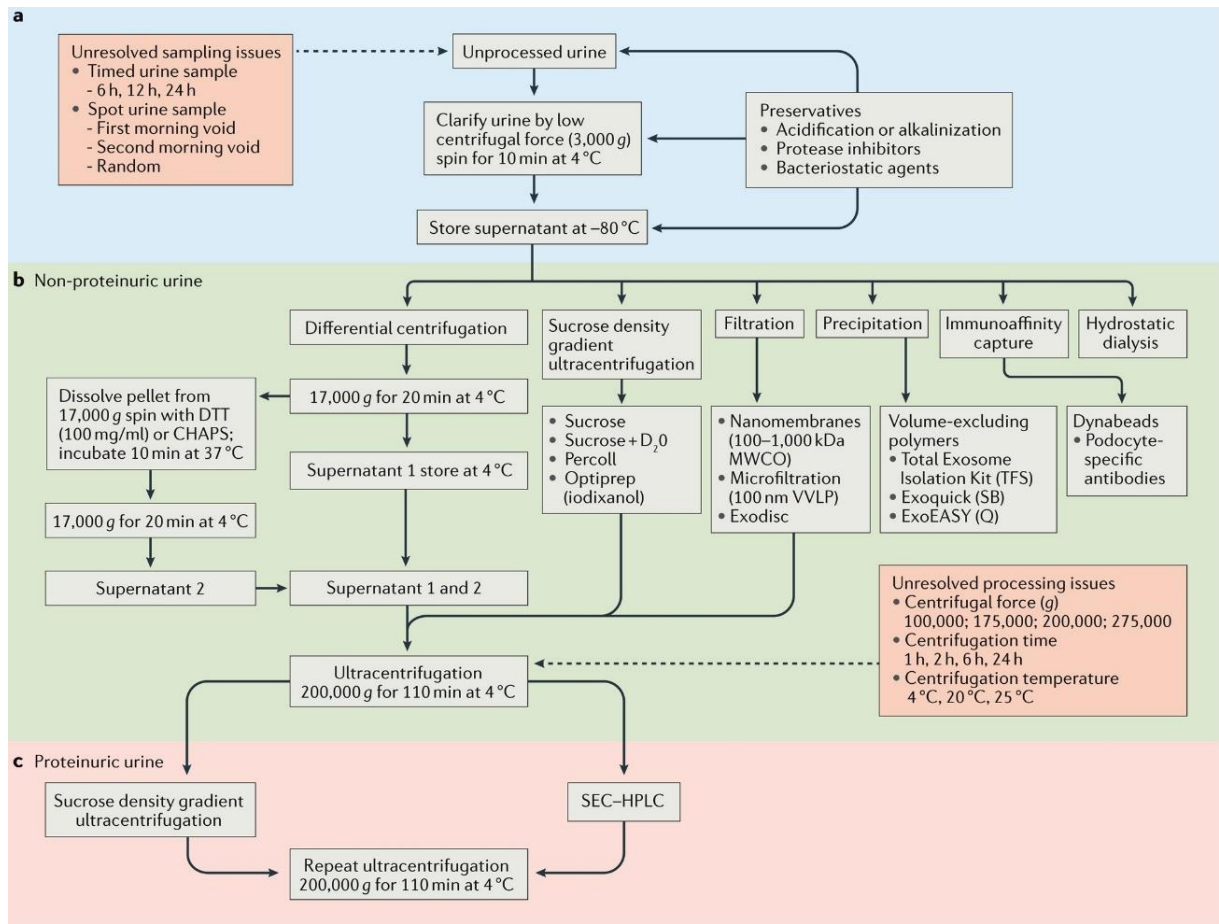 a
Unresolved sampling issues
• Timed urine sample
- 6 h, 12 h, 24 h
• Spot urine sample
- First morning void
- Second morning void
- Random
Unprocessed urine
Clarify urine by low
centrifugal force (3,000 g)
spin for 10 min at 4 °C
Preservatives
• Acidification or alkalinization
• Protease inhibitors
• Bacteriostatic agents
Store supernatant at –80 °C
b Non-proteinuric urine
Differential centrifugation
Sucrose density
gradient
ultracentrifugation
Filtration
Precipitation
Immunoaffinity
capture
Hydrostatic
dialysis
Dissolve pellet from
17,000 g spin with DTT
(100 mg/ml) or CHAPS;
incubate 10 min at 37 °C
17,000 g for 20 min at 4 °C
Supernatant 1 store at 4 °C
• Sucrose
• Sucrose + D₂0
• Percoll
• Optiprep
(iodixanol)
• Nanomembranes
(100–1,000 kDa
MWCO)
• Microfiltration
(100 nm VVLP)
• Exodisc
Volume-excluding
polymers
• Total Exosome
Isolation Kit (TFS)
• Exoquick (SB)
• ExoEASY (Q)
Dynabeads
• Podocyte-
specific
antibodies
17,000 g for 20 min at 4 °C
Supernatant 2
Supernatant 1 and 2
Unresolved processing issues
• Centrifugal force (g)
100,000; 175,000; 200,000; 275,000
• Centrifugation time
1 h, 2 h, 6 h, 24 h
• Centrifugation temperature
4 °C, 20 °C, 25 °C
Ultracentrifugation
200,000 g for 110 min at 4 °C
c Proteinuric urine
Sucrose density gradient
ultracentrifugation
SEC–HPLC
Repeat ultracentrifugation
200,000 g for 110 min at 4 °C